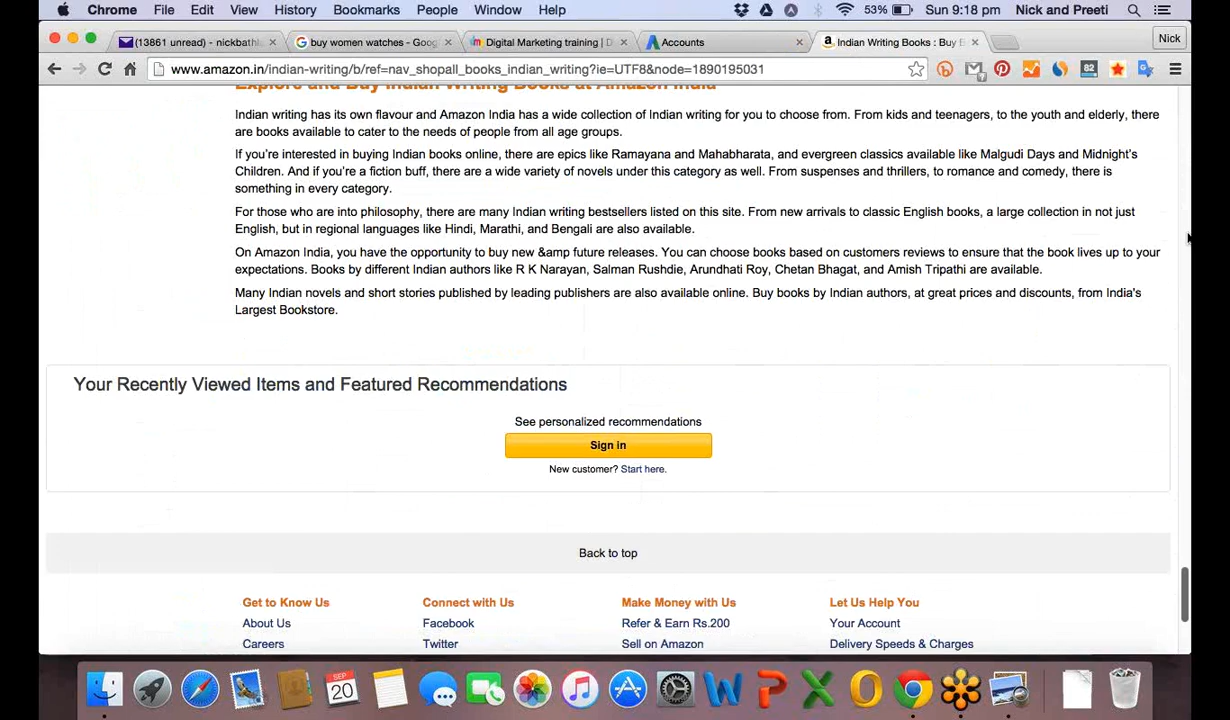 Chrome File Edit View History Bookmarks People Window Help 53% Sun 9:18 pm Nick and Preeti
(13861 unread) - nickbathl × buy women watches - Goog × Digital Marketing training | D × Accounts × Indian Writing Books : Buy × Nick
www.amazon.in/indian-writing/b/ref=nav_shopall_books_indian_writing?ie=UTF8&node=1890195031
Explore and Buy Indian Writing Books at Amazon India
Indian writing has its own flavour and Amazon India has a wide collection of Indian writing for you to choose from. From kids and teenagers, to the youth and elderly, there
are books available to cater to the needs of people from all age groups.
If you're interested in buying Indian books online, there are epics like Ramayana and Mahabharata, and evergreen classics available like Malgudi Days and Midnight's
Children. And if you're a fiction buff, there are a wide variety of novels under this category as well. From suspenses and thrillers, to romance and comedy, there is
something in every category.
For those who are into philosophy, there are many Indian writing bestsellers listed on this site. From new arrivals to classic English books, a large collection in not just
English, but in regional languages like Hindi, Marathi, and Bengali are also available.
On Amazon India, you have the opportunity to buy new &amp future releases. You can choose books based on customers reviews to ensure that the book lives up to your
expectations. Books by different Indian authors like R K Narayan, Salman Rushdie, Arundhati Roy, Chetan Bhagat, and Amish Tripathi are available.
Many Indian novels and short stories published by leading publishers are also available online. Buy books by Indian authors, at great prices and discounts, from India's
Largest Bookstore.
Your Recently Viewed Items and Featured Recommendations
See personalized recommendations
Sign in
New customer? Start here.
Back to top
Get to Know Us Connect with Us Make Money with Us Let Us Help You
About Us Facebook Refer & Earn Rs.200 Your Account
Careers Twitter Sell on Amazon Delivery Speeds & Charges
SEP
20